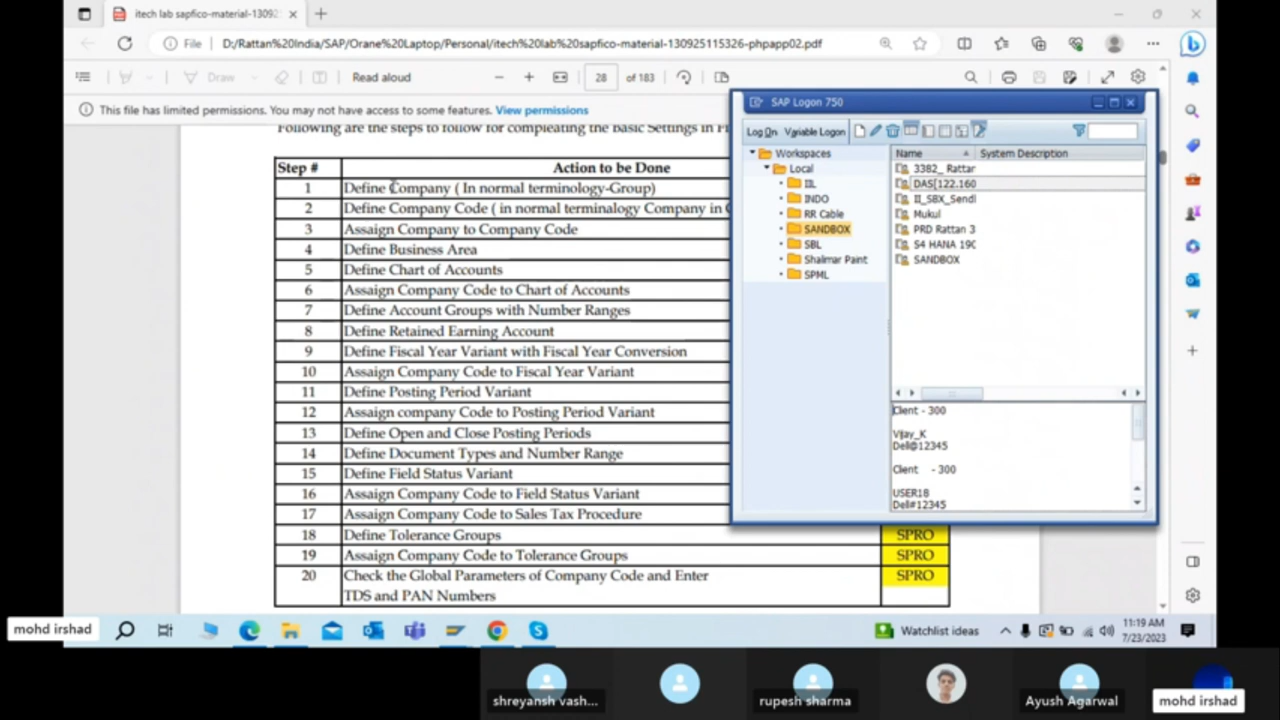 itech lab sapfico-material-13092
File
D:/Rattan%20India/SAP/Orane%20Laptop/Personal/itech%20lab%20sapfico-material-130925115326-phpapp02.pdf
Draw
Read aloud
28
of 183
This file has limited permissions. You may not have access to some features. View permissions
Following are the steps to follow for compleating the basic Settings in F
Step #
Action to be Done
1 Define Company ( In normal terminology-Group)
2 Define Company Code ( in normal terminalogy Company in
3 Assaign Company to Company Code
4 Define Business Area
5 Define Chart of Accounts
6 Assaign Company Code to Chart of Accounts
7 Define Account Groups with Number Ranges
8 Define Retained Earning Account
9 Define Fiscal Year Variant with Fiscal Year Conversion
10 Assaign Company Code to Fiscal Year Variant
11 Define Posting Period Variant
12 Assaign company Code to Posting Period Variant
13 Define Open and Close Posting Periods
14 Define Document Types and Number Range
15 Define Field Status Variant
16 Assaign Company Code to Field Status Variant
17 Assaign Company Code to Sales Tax Procedure
18 Define Tolerance Groups SPRO
19 Assaign Company Code to Tolerance Groups SPRO
20 Check the Global Parameters of Company Code and Enter SPRO
TDS and PAN Numbers
SAP Logon 750
Log On Variable Logon
Workspaces
Local
IIL
INDO
RR Cable
SANDBOX
SBL
Shalmar Paint
SPML
Name System Description
3382_ Rattar
DAS[122.160
II_SBX_Sendl
Mukul
PRD Rattan 3
S4 HANA 190
SANDBOX
Client - 300
Vijay_K
Dell@12345
Client - 300
USER18
Dell#12345
mohd irshad
Watchlist ideas
11:19 AM
7/23/2023
shreyansh vash...
rupesh sharma
Ayush Agarwal
mohd irshad